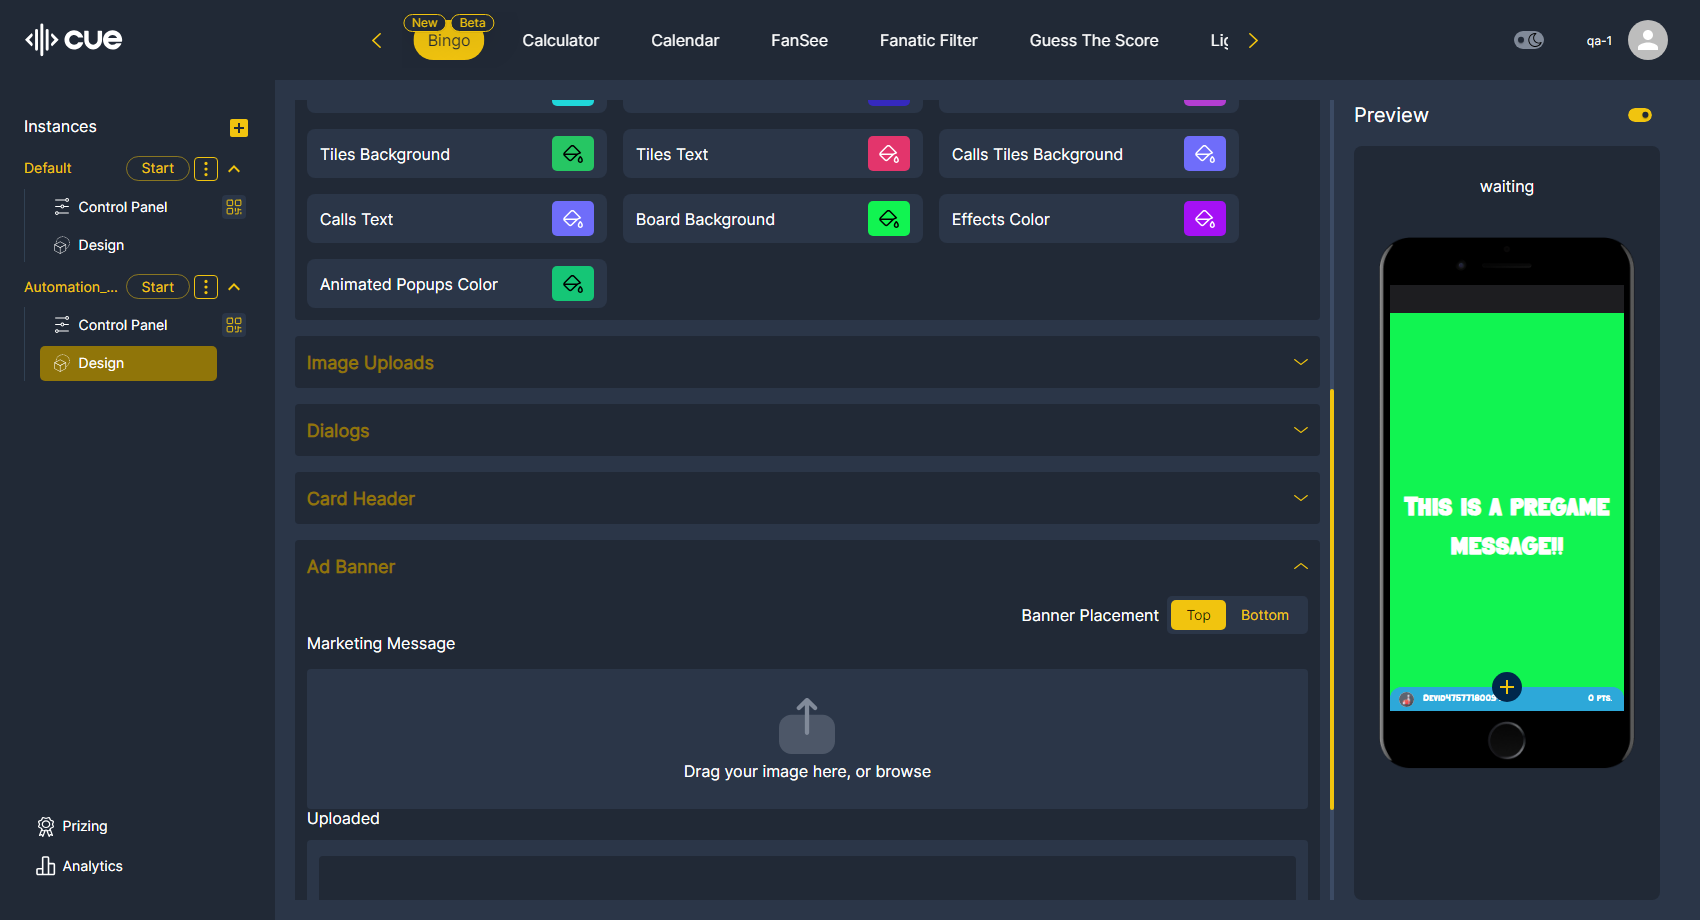 cue
New Beta
Bingo
Calculator
Calendar
FanSee
Fanatic Filter
Guess The Score
qa-1
Instances
Default
Start
Control Panel
Design
Automation_...
Start
Control Panel
Design
Prizing
Analytics
Tiles Background
Tiles Text
Calls Tiles Background
Calls Text
Board Background
Effects Color
Animated Popups Color
Image Uploads
Dialogs
Card Header
Ad Banner
Banner Placement
Top
Bottom
Marketing Message
Drag your image here, or browse
Uploaded
Preview
waiting
This is a pregame
message!!
0 pts.